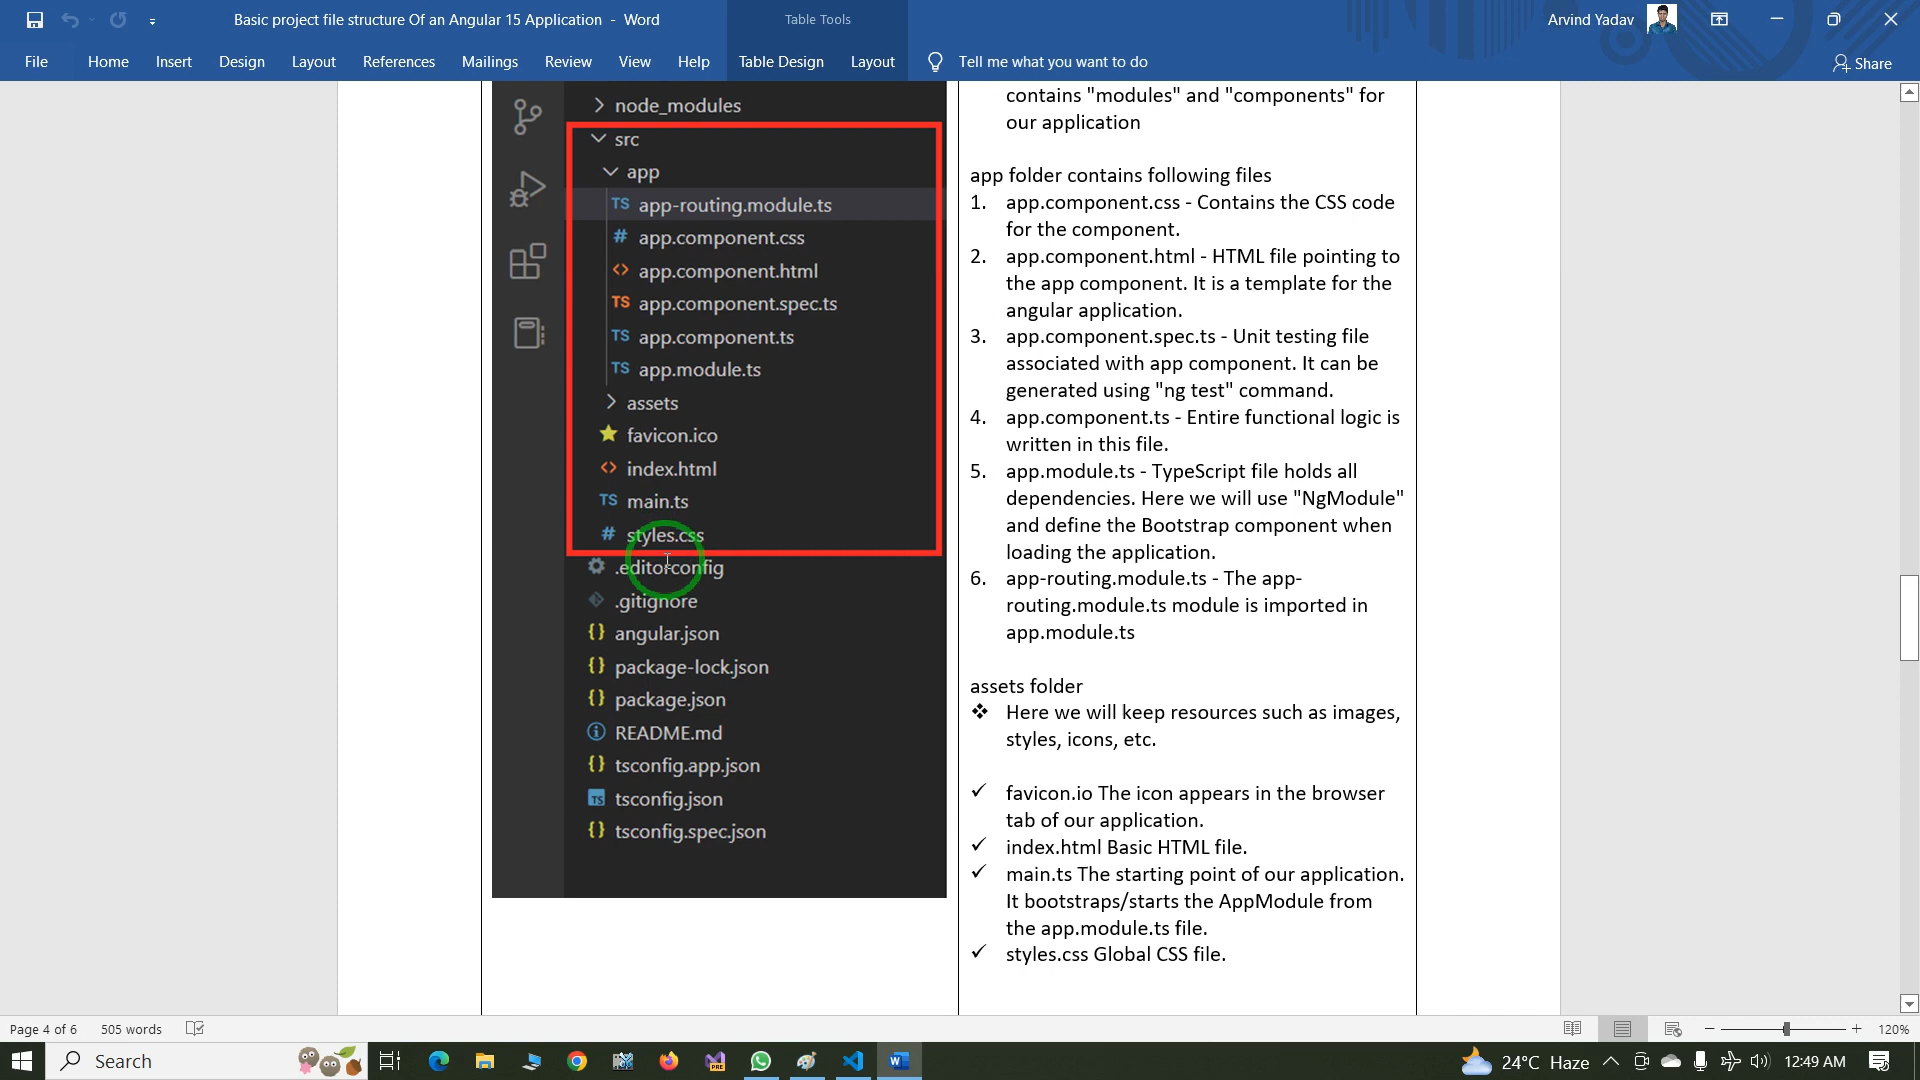 Basic project file structure Of an Angular 15 Application - Word
Table Tools
Arvind Yadav
File Home Insert Design Layout References Mailings Review View Help Table Design Layout Tell me what you want to do Share
node_modules
src
app
TS app-routing.module.ts
# app.component.css
<> app.component.html
TS app.component.spec.ts
TS app.component.ts
TS app.module.ts
assets
favicon.ico
<> index.html
TS main.ts
# styles.css
.editorconfig
.gitignore
{} angular.json
{} package-lock.json
{} package.json
README.md
{} tsconfig.app.json
TS tsconfig.json
{} tsconfig.spec.json
contains "modules" and "components" for
our application
app folder contains following files
1. app.component.css - Contains the CSS code
for the component.
2. app.component.html - HTML file pointing to
the app component. It is a template for the
angular application.
3. app.component.spec.ts - Unit testing file
associated with app component. It can be
generated using "ng test" command.
4. app.component.ts - Entire functional logic is
written in this file.
5. app.module.ts - TypeScript file holds all
dependencies. Here we will use "NgModule"
and define the Bootstrap component when
loading the application.
6. app-routing.module.ts - The app-
routing.module.ts module is imported in
app.module.ts
assets folder
❖ Here we will keep resources such as images,
styles, icons, etc.
✓ favicon.io The icon appears in the browser
tab of our application.
✓ index.html Basic HTML file.
✓ main.ts The starting point of our application.
It bootstraps/starts the AppModule from
the app.module.ts file.
✓ styles.css Global CSS file.
Page 4 of 6 505 words 120%
Search 24°C Haze 12:49 AM